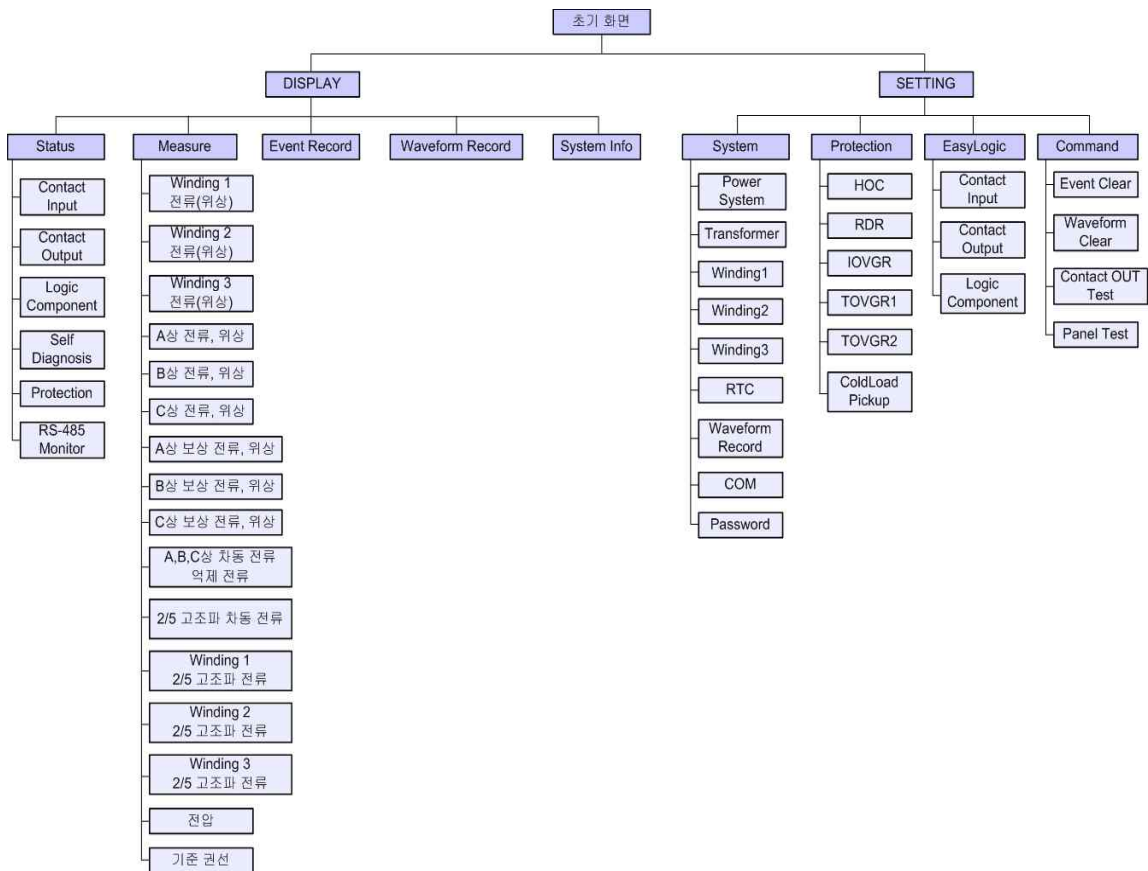 초기 화면
DISPLAY
SETTING
Status
Measure
Event Record
Waveform Record
System Info
System
Protection
EasyLogic
Command
Contact
Input
Contact
Output
Logic
Component
Self
Diagnosis
Protection
RS-485
Monitor
Winding 1
전류(위상)
Winding 2
전류(위상)
Winding 3
전류(위상)
A상 전류, 위상
B상 전류, 위상
C상 전류, 위상
A상 보상 전류, 위상
B상 보상 전류, 위상
C상 보상 전류, 위상
A,B,C상 차동 전류
억제 전류
2/5 고조파 차동 전류
Winding 1
2/5 고조파 전류
Winding 2
2/5 고조파 전류
Winding 3
2/5 고조파 전류
전압
기준 권선
Power
System
Transformer
Winding1
Winding2
Winding3
RTC
Waveform
Record
COM
Password
HOC
RDR
IOVGR
TOVGR1
TOVGR2
ColdLoad
Pickup
Contact
Input
Contact
Output
Logic
Component
Event Clear
Waveform
Clear
Contact OUT
Test
Panel Test